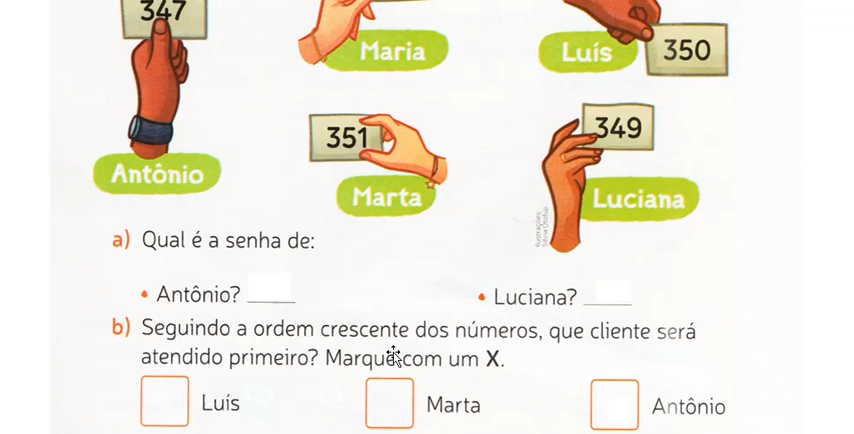 347
Maria
Luís
350
351
349
Antônio
Marta
Luciana
Ilustrações:
a) Qual é a senha de:
• Antônio? ____
• Luciana? ____
b) Seguindo a ordem crescente dos números, que cliente será
atendido primeiro? Marque com um X.
Luís
Marta
Antônio